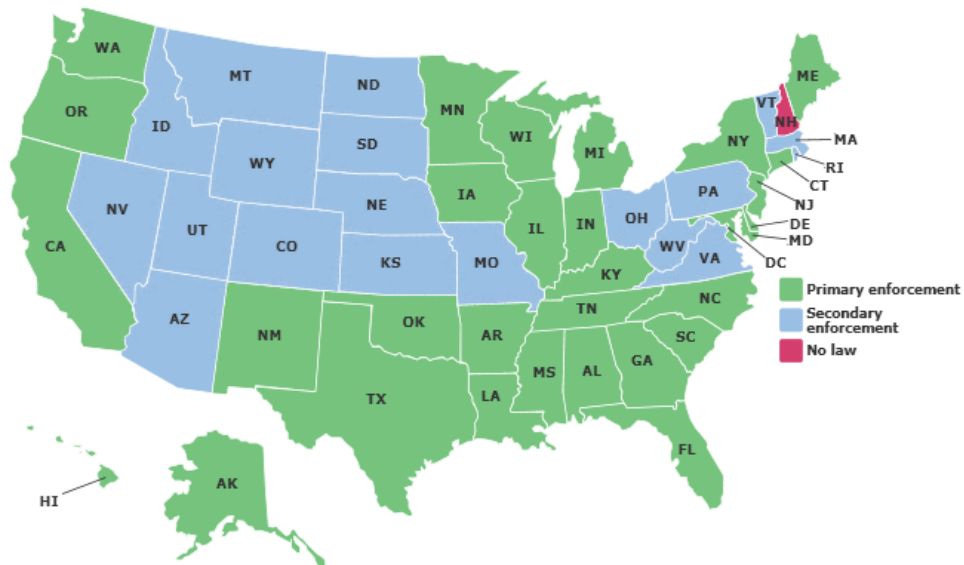 WA
MT
ND
MN
ME
VT
NH
OR
ID
WI
MI
NY
MA
SD
WY
RI
CT
IA
PA
NJ
NE
NV
UT
CO
IL
IN
OH
DE
MD
WV
VA
DC
CA
KS
MO
KY
Primary enforcement
NC
Secondary
enforcement
TN
AZ
NM
OK
AR
SC
No law
MS
AL
GA
TX
LA
FL
HI
AK